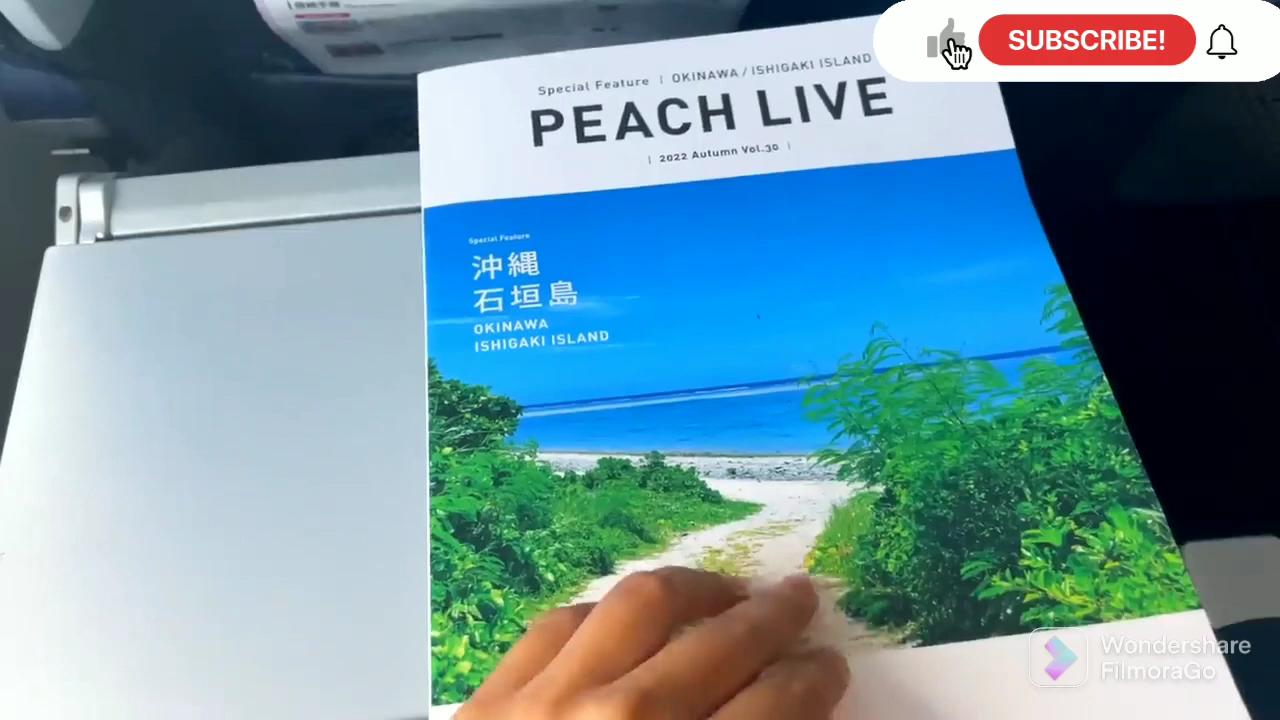 SUBSCRIBE!
Special Feature | OKINAWA / ISHIGAKI ISLAND
PEACH LIVE
| 2022 Autumn Vol.30 |
Special Feature
沖縄
石垣島
OKINAWA
ISHIGAKI ISLAND
Wondershare
FilmoraGo